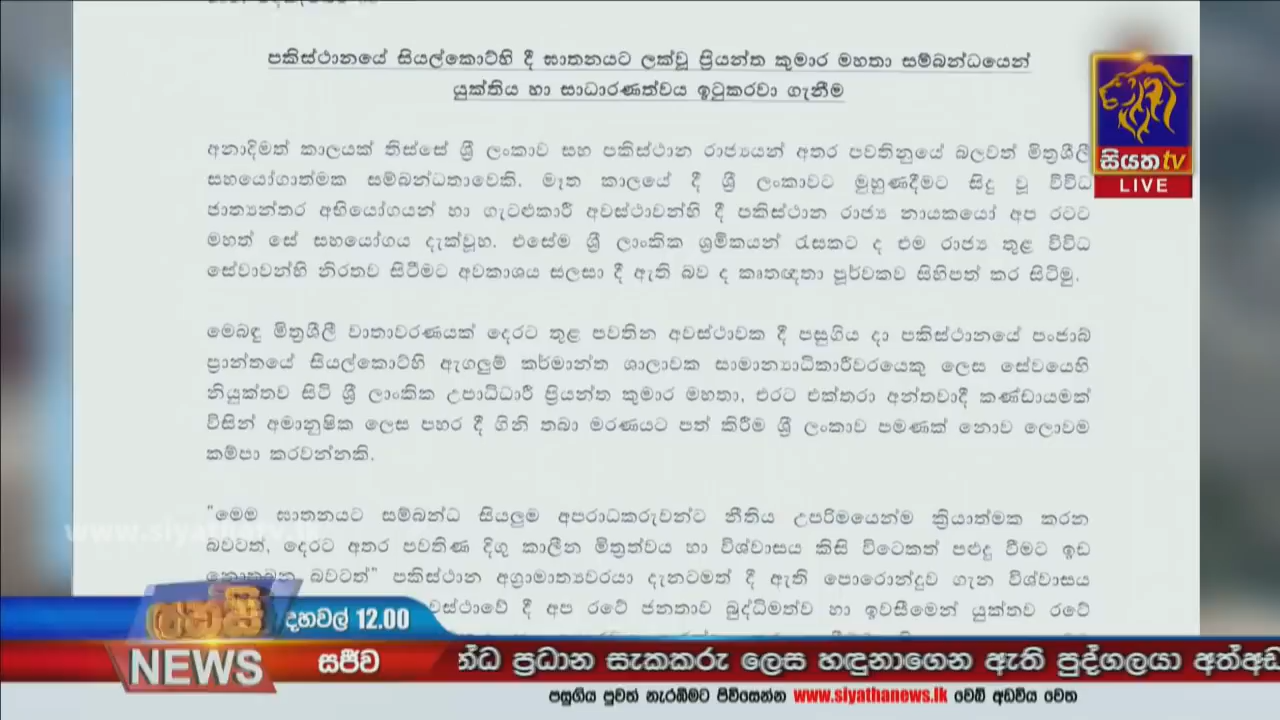 පකිස්ථානයේ සියල්කොට්හි දී ඝාතනයට ලක්වූ ප්‍රියන්ත කුමාර මහතා සම්බන්ධයෙන්
යුක්තිය හා සාධාරණත්වය ඉටුකරවා ගැනීම
අනාදිමත් කාලයක් තිස්සේ ශ්‍රී ලංකාව සහ පකිස්ථාන රාජ්‍යයන් අතර පවතිනුයේ බලවත් මිත්‍රශීලී
සහයෝගාත්මක සම්බන්ධතාවෙකි. මෑත කාලයේ දී ශ්‍රී ලංකාවට මුහුණදීමට සිදු වූ විවිධ
ජාත්‍යන්තර අභියෝගයන් හා ගැටළුකාරී අවස්ථාවන්හි දී පකිස්ථාන රාජ්‍ය නායකයෝ අප රටට
මහත් සේ සහයෝගය දැක්වූහ. එසේම ශ්‍රී ලාංකික ශ්‍රමිකයන් රැසකට ද එම රාජ්‍ය තුළ විවිධ
සේවාවන්හි නිරතව සිටීමට අවකාශය සලසා දී ඇති බව ද කෘතඥතා පූර්වකව සිහිපත් කර සිටිමු.
මෙබඳු මිත්‍රශීලී වාතාවරණයක් දෙරට තුළ පවතින අවස්ථාවක දී පසුගිය දා පකිස්ථානයේ පංජාබ්
ප්‍රාන්තයේ සියල්කොට්හි ඇගලුම් කර්මාන්ත ශාලාවක සාමාන්‍යාධිකාරීවරයෙකු ලෙස සේවයෙහි
නියුක්තව සිටි ශ්‍රී ලාංකික උපාධිධාරී ප්‍රියන්ත කුමාර මහතා, එරට එක්තරා අන්තවාදී කණ්ඩායමක්
විසින් අමානුෂික ලෙස පහර දී ගිනි තබා මරණයට පත් කිරීම ශ්‍රී ලංකාව පමණක් නොව ලොවම
කම්පා කරවන්නකි.
"මෙම ඝාතනයට සම්බන්ධ සියලුම අපරාධකරුවන්ට නීතිය උපරිමයෙන්ම ක්‍රියාත්මක කරන
බවටත්, දෙරට අතර පවතිණ දිගු කාලීන මිත්‍රත්වය හා විශ්වාසය කිසි විටෙකත් පළුදු වීමට ඉඩ
නොතබන බවටත්" පකිස්ථාන අග්‍රාමාත්‍යවරයා දැනටමත් දී ඇති පොරොන්දුව ගැන විශ්වාසය
වස්ථාවේ දී අප රටේ ජනතාව බුද්ධිමත්ව හා ඉවසීමෙන් යුක්තව රටේ
සියත tv
LIVE
www.siyathatv.lk
දහවල් 12.00
NEWS
සජීව
න්ධ ප්‍රධාන සැකකරු ලෙස හඳුනාගෙන ඇති පුද්ගලයා අත්අඩ
පසුගිය පුවත් නැරඹීමට පිවිසෙන්න www.siyathanews.lk වෙබ් අඩවිය වෙත